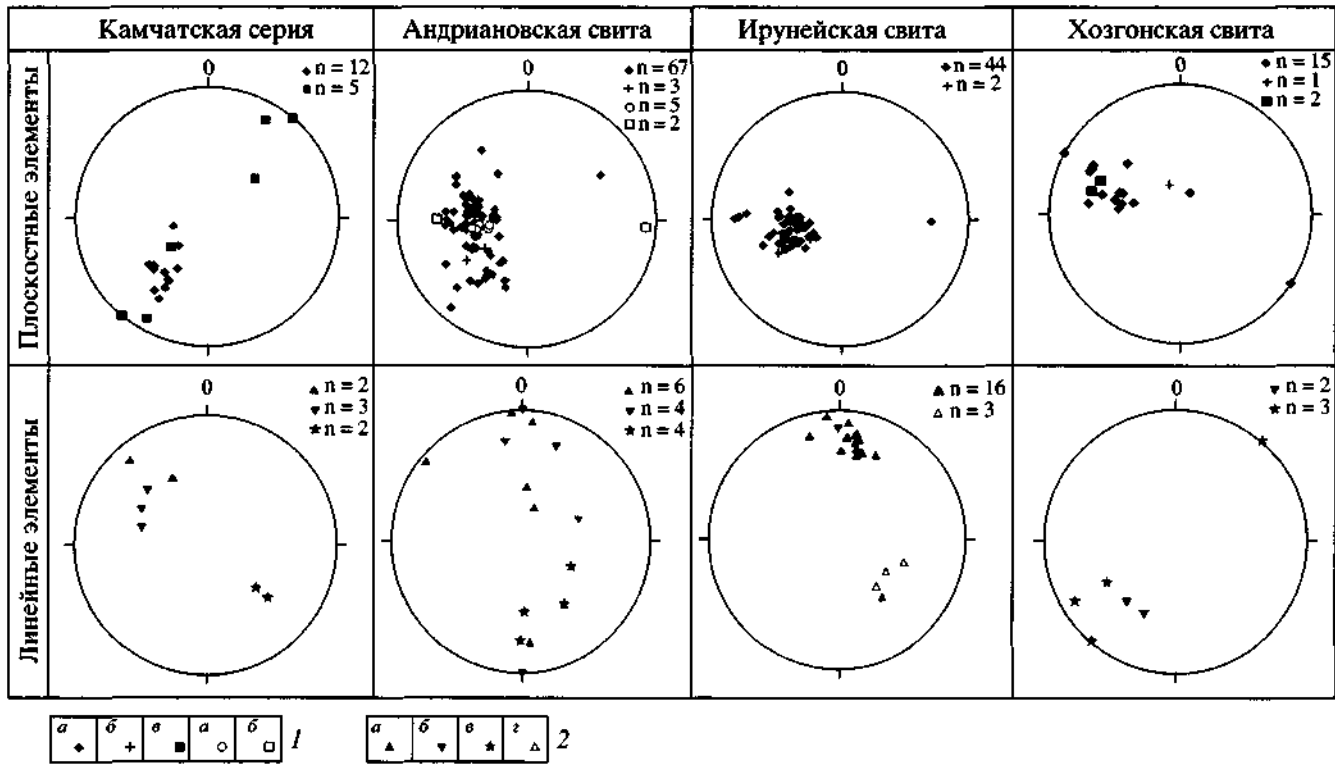 Камчатская серия
Андриановская свита
Ирунейская свита
Хозгонская свита
Плоскостные элементы
0
n = 12
n = 5
0
n = 67
n = 3
n = 5
n = 2
0
n = 44
n = 2
0
n = 15
n = 1
n = 2
Линейные элементы
0
n = 2
n = 3
n = 2
0
n = 6
n = 4
n = 4
0
n = 16
n = 3
0
n = 2
n = 3
а б в а б 1
а б в г 2